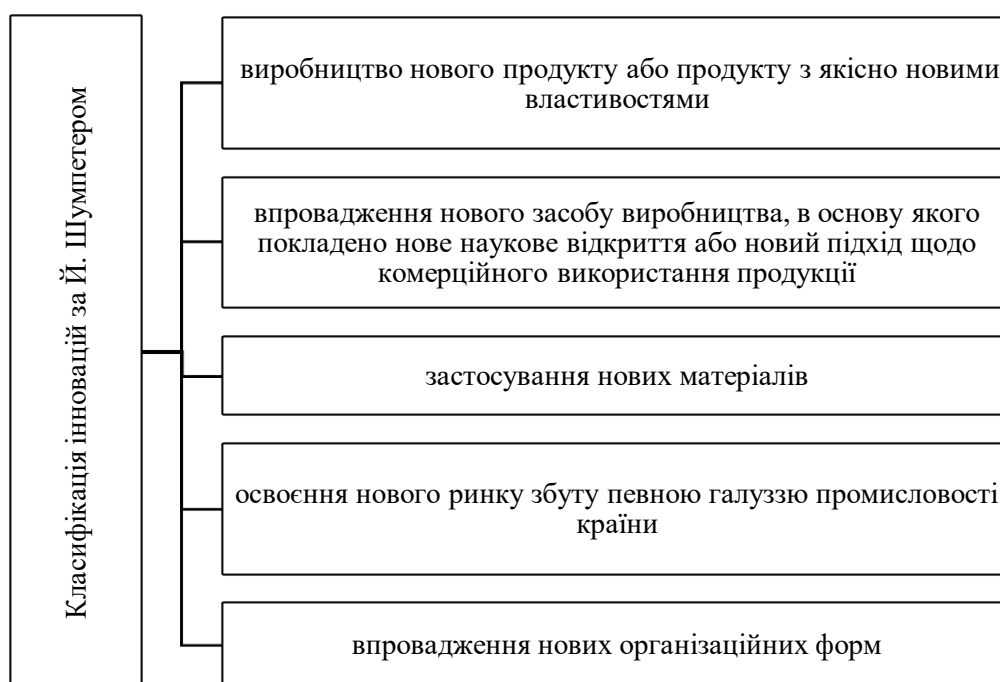 Класифікація інновацій за Й. Шумпетером
виробництво нового продукту або продукту з якісно новими
властивостями
впровадження нового засобу виробництва, в основу якого
покладено нове наукове відкриття або новий підхід щодо
комерційного використання продукції
застосування нових матеріалів
освоєння нового ринку збуту певною галуззю промисловості
країни
впровадження нових організаційних форм